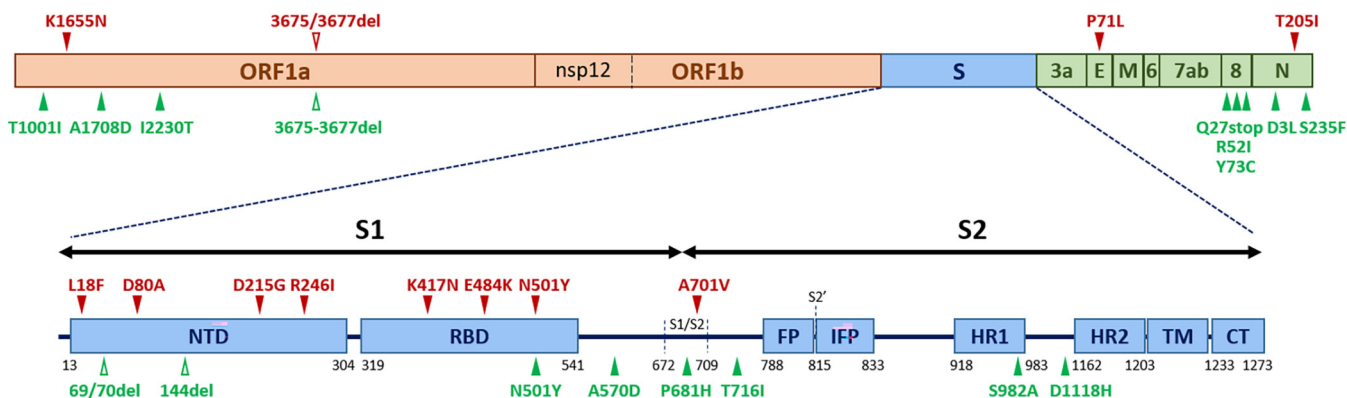 K1655N 3675/3677del P71L T205I
ORF1a nsp12 ORF1b S 3a E M 6 7ab 8 N
T1001I A1708D I2230T 3675-3677del Q27stop D3L S235F
R52I
Y73C
S1 S2
L18F D80A D215G R246I K417N E484K N501Y A701V
S2’
S1/S2
NTD RBD FP IFP HR1 HR2 TM CT
13 304 319 541 672 709 788 815 833 918 983 1162 1203 1233 1273
69/70del 144del N501Y A570D P681H T716I S982A D1118H